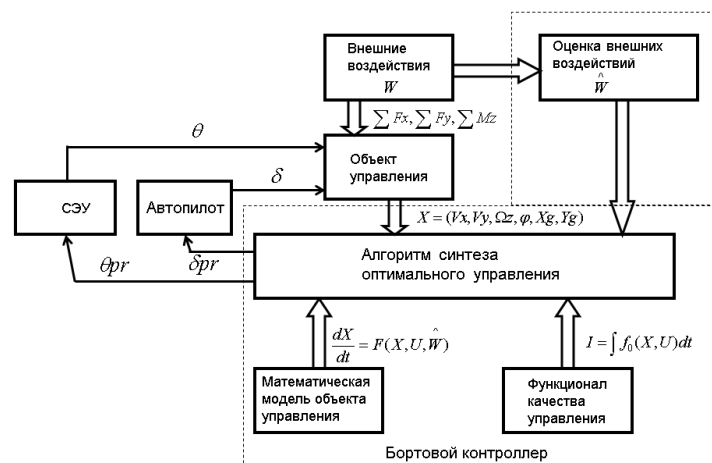 Внешние
воздействия
W
Оценка внешних
воздействий
Ŵ
∑ Fx, ∑ Fy, ∑ Mz
θ
Объект
управления
δ
СЭУ
Автопилот
X = (Vx, Vy, Ωz, φ, Xg, Yg)
θpr
δpr
Алгоритм синтеза
оптимального управления
dX/dt = F(X, U, Ŵ)
I = ∫ f₀(X, U)dt
Математическая
модель объекта
управления
Функционал
качества
управления
Бортовой контроллер